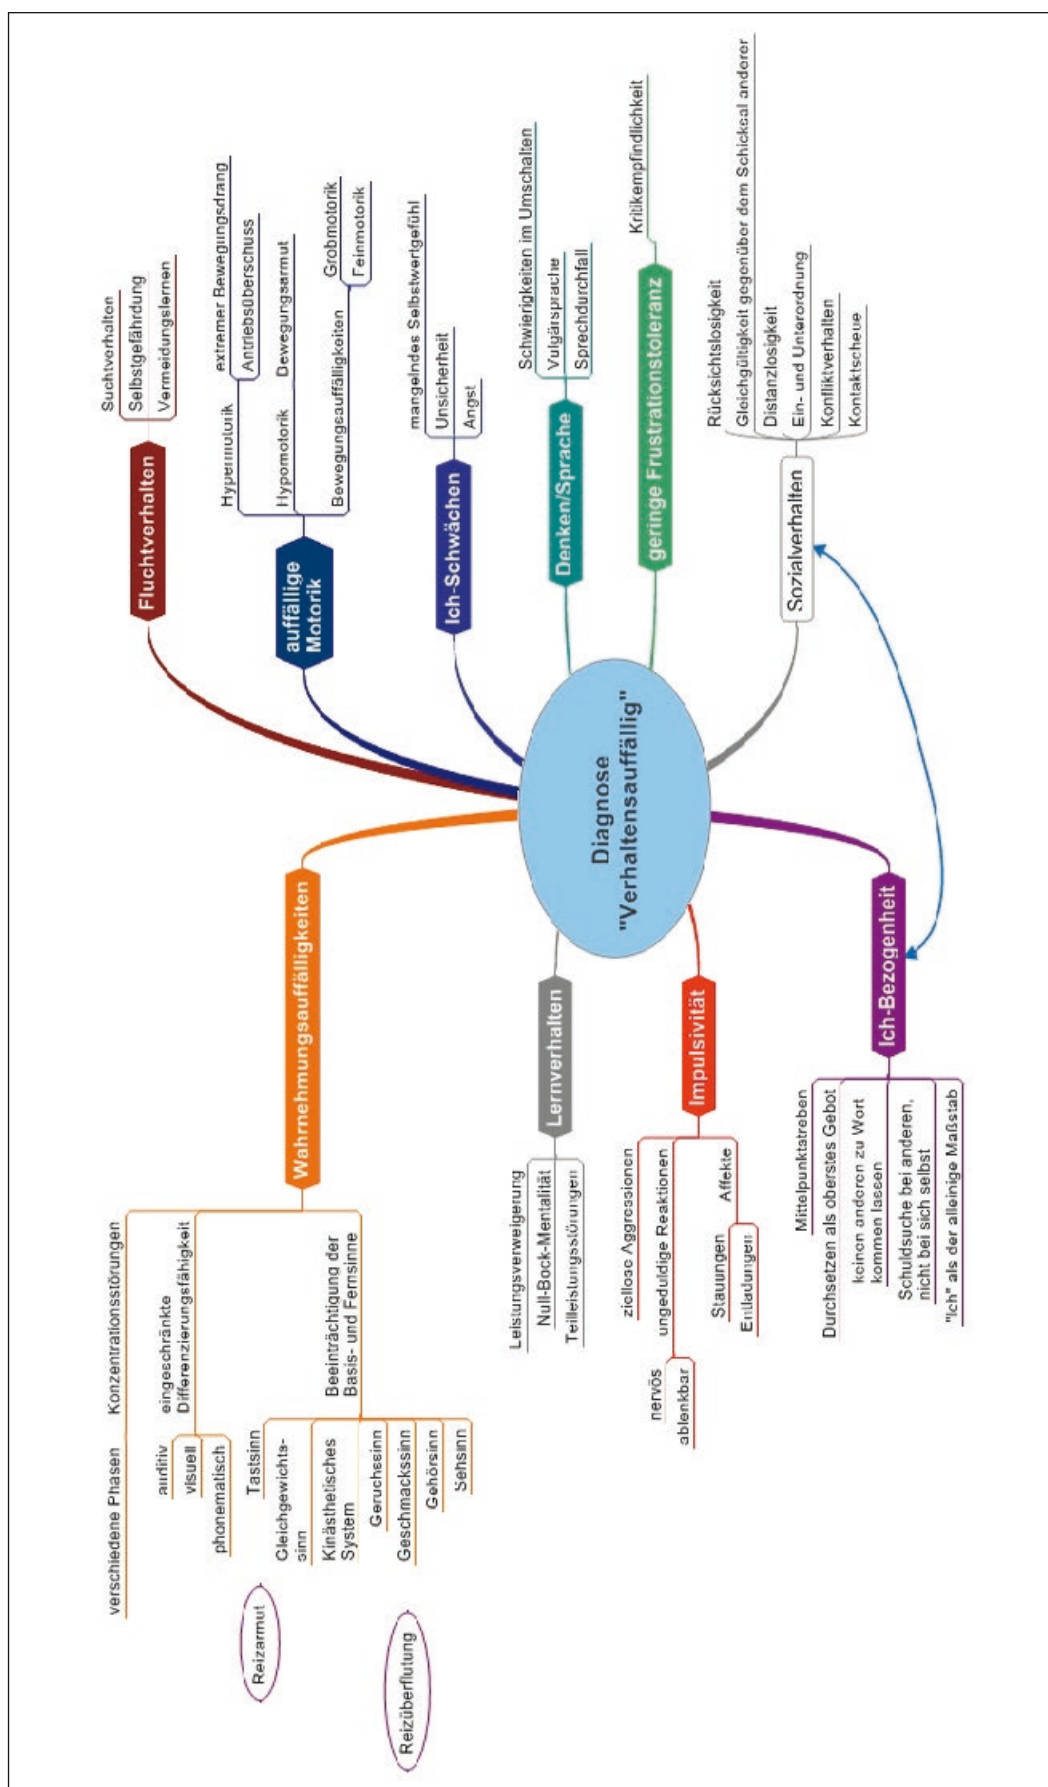 Diagnose
"Verhaltensauffällig"
Fluchtverhalten
Suchtverhalten
Selbstgefährdung
Vermeidungslernen
auffällige
Motorik
Hypermotorik
extremer Bewegungsdrang
Antriebsüberschuss
Hypomotorik
Bewegungsarmut
Bewegungsauffälligkeiten
Grobmotorik
Feinmotorik
Ich-Schwächen
mangelndes Selbstwertgefühl
Unsicherheit
Angst
Denken/Sprache
Schwierigkeiten im Umschalten
Vulgärsprache
Sprechdurchfall
geringe Frustrationstoleranz
Kritikempfindlichkeit
Sozialverhalten
Rücksichtslosigkeit
Gleichgültigkeit gegenüber dem Schicksal anderer
Distanzlosigkeit
Ein- und Unterordnung
Konfliktverhalten
Kontaktscheue
Ich-Bezogenheit
Mittelpunktstreben
Durchsetzen als oberstes Gebot
keinen anderen zu Wort
kommen lassen
Schuldsuche bei anderen,
nicht bei sich selbst
"Ich" als der alleinige Maßstab
Impulsivität
ziellose Aggressionen
ungeduldige Reaktionen
nervös
ablenkbar
Affekte
Stauungen
Entladungen
Lernverhalten
Leistungsverweigerung
Null-Bock-Mentalität
Teilleistungsstörungen
Wahrnehmungsauffälligkeiten
Konzentrationsstörungen
verschiedene Phasen
eingeschränkte
Differenzierungsfähigkeit
auditiv
visuell
phonematisch
Beeinträchtigung der
Basis- und Fernsinne
Tastsinn
Gleichgewichts-
sinn
Kinästhetisches
System
Geruchssinn
Geschmackssinn
Gehörsinn
Sehsinn
Reizarmut
Reizüberflutung